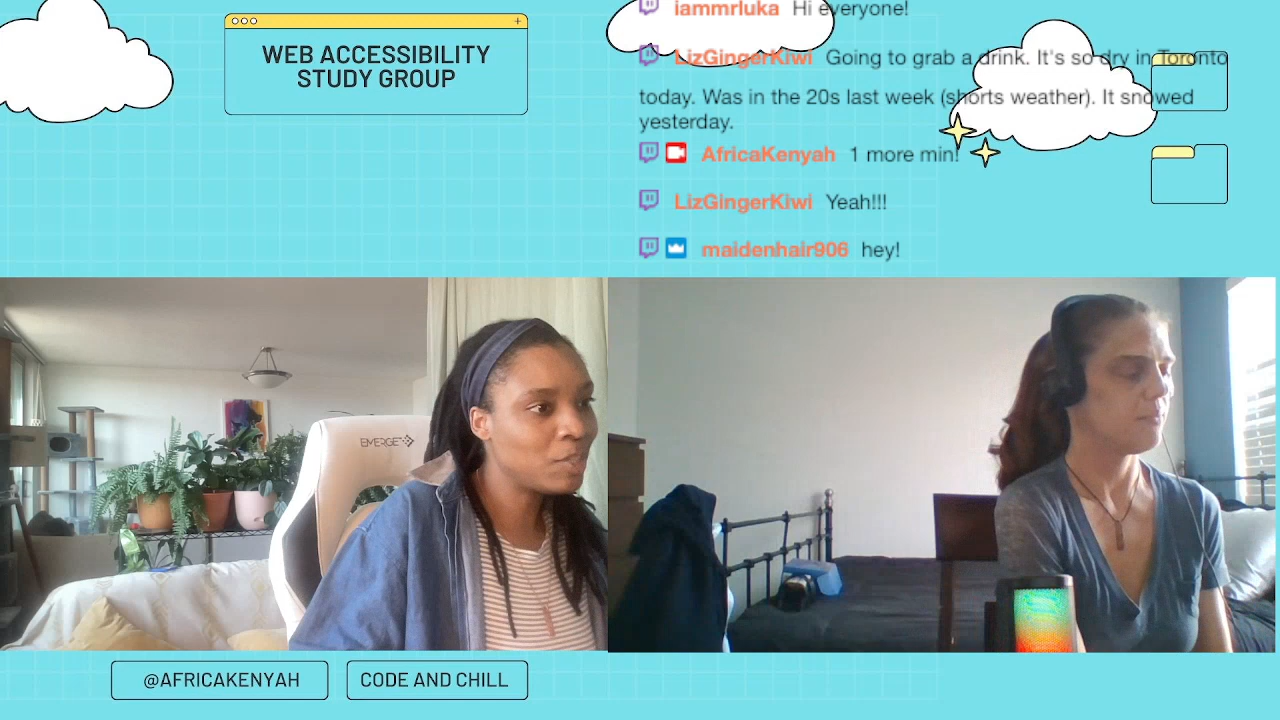 WEB ACCESSIBILITY
STUDY GROUP
iammrluka Hi everyone!
LizGingerKiwi Going to grab a drink. It's so dry in Toronto
today. Was in the 20s last week (shorts weather). It snowed
yesterday.
AfricaKenyah 1 more min!
LizGingerKiwi Yeah!!!
maidenhair906 hey!
EMERGE
@AFRICAKENYAH
CODE AND CHILL